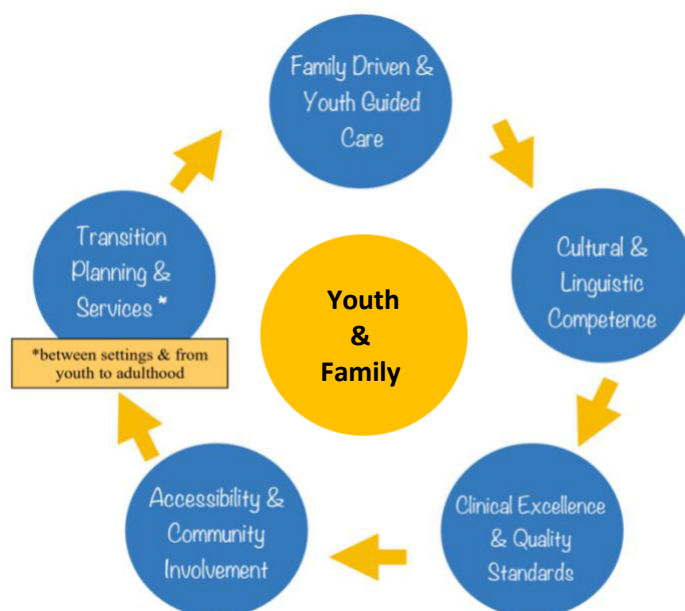 Family Driven &
Youth Guided
Care
Cultural &
Linguistic
Competence
Clinical Excellence
& Quality
Standards
Accessibility &
Community
Involvement
Transition
Planning &
Services *
*between settings & from
youth to adulthood
Youth
&
Family